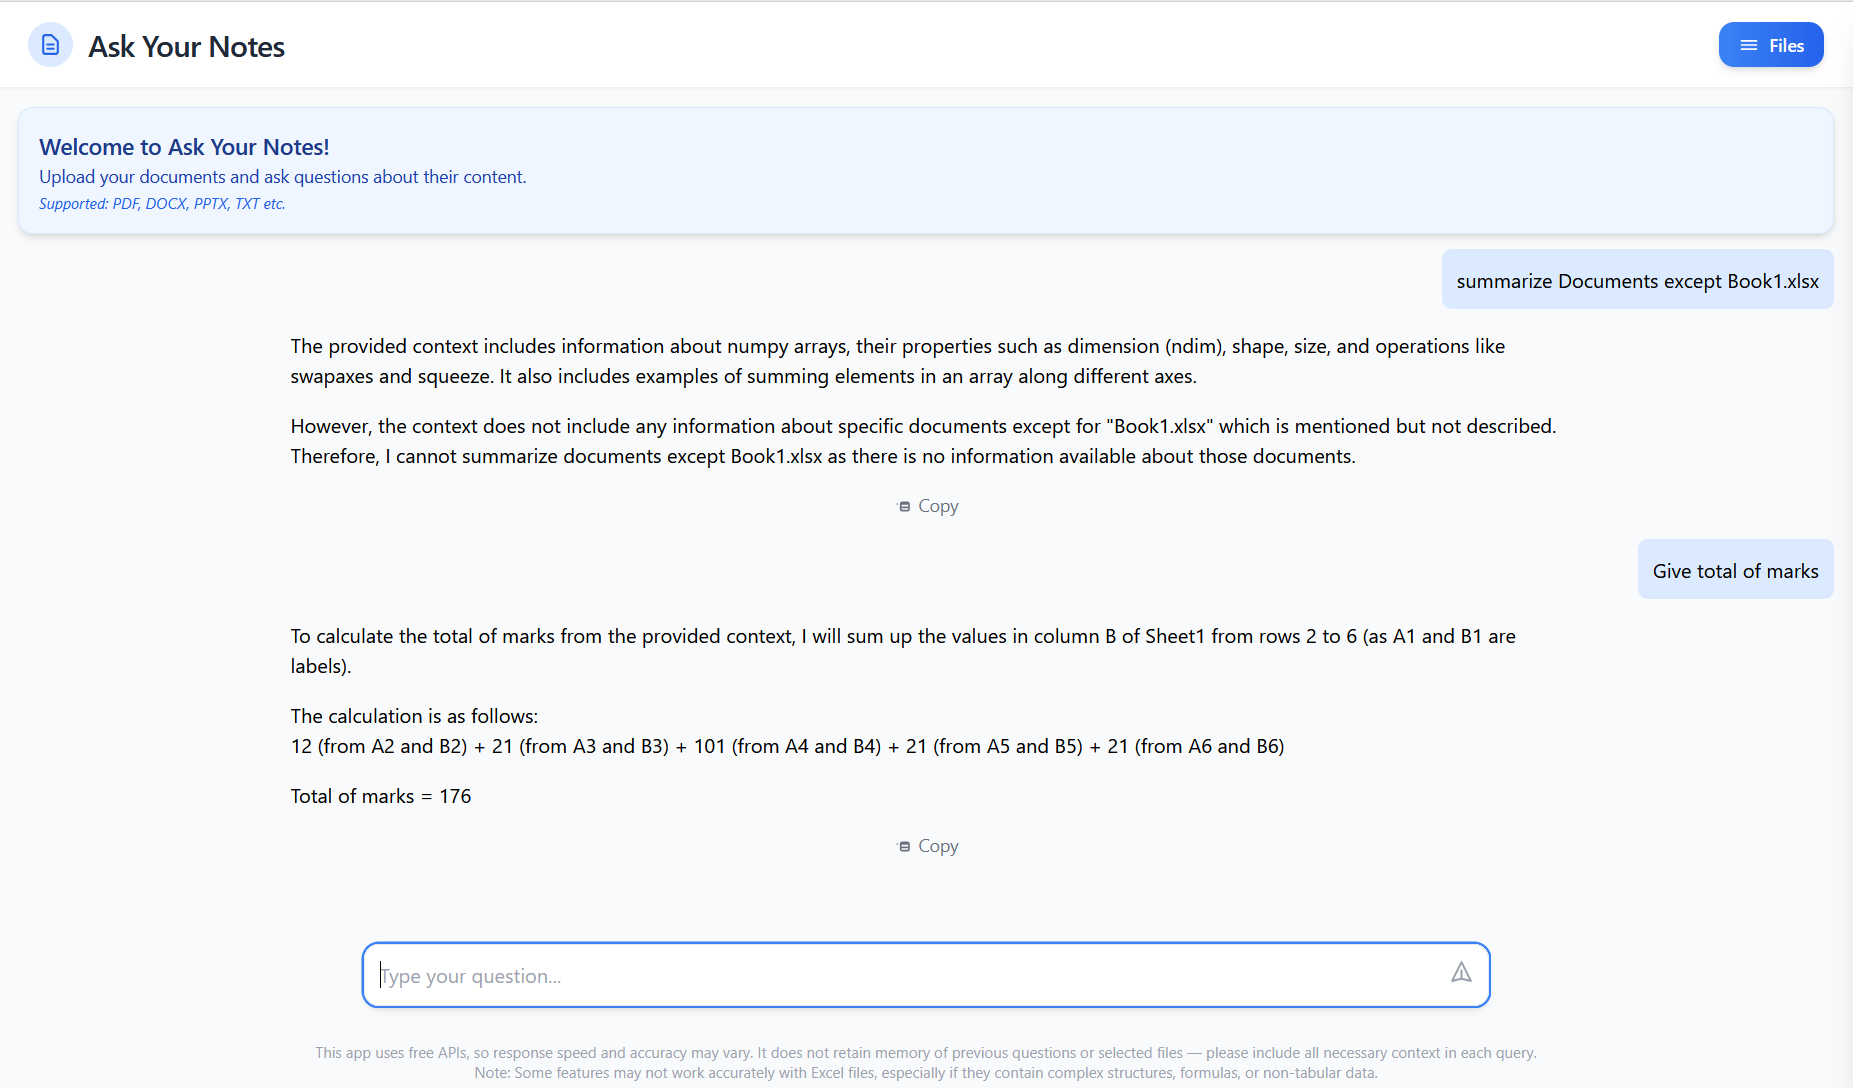 Ask Your Notes
Files
Welcome to Ask Your Notes!
Upload your documents and ask questions about their content.
Supported: PDF, DOCX, PPTX, TXT etc.
summarize Documents except Book1.xlsx
The provided context includes information about numpy arrays, their properties such as dimension (ndim), shape, size, and operations like
swapaxes and squeeze. It also includes examples of summing elements in an array along different axes.
However, the context does not include any information about specific documents except for "Book1.xlsx" which is mentioned but not described.
Therefore, I cannot summarize documents except Book1.xlsx as there is no information available about those documents.
Copy
Give total of marks
To calculate the total of marks from the provided context, I will sum up the values in column B of Sheet1 from rows 2 to 6 (as A1 and B1 are
labels).
The calculation is as follows:
12 (from A2 and B2) + 21 (from A3 and B3) + 101 (from A4 and B4) + 21 (from A5 and B5) + 21 (from A6 and B6)
Total of marks = 176
Copy
Type your question...
This app uses free APIs, so response speed and accuracy may vary. It does not retain memory of previous questions or selected files — please include all necessary context in each query.
Note: Some features may not work accurately with Excel files, especially if they contain complex structures, formulas, or non-tabular data.